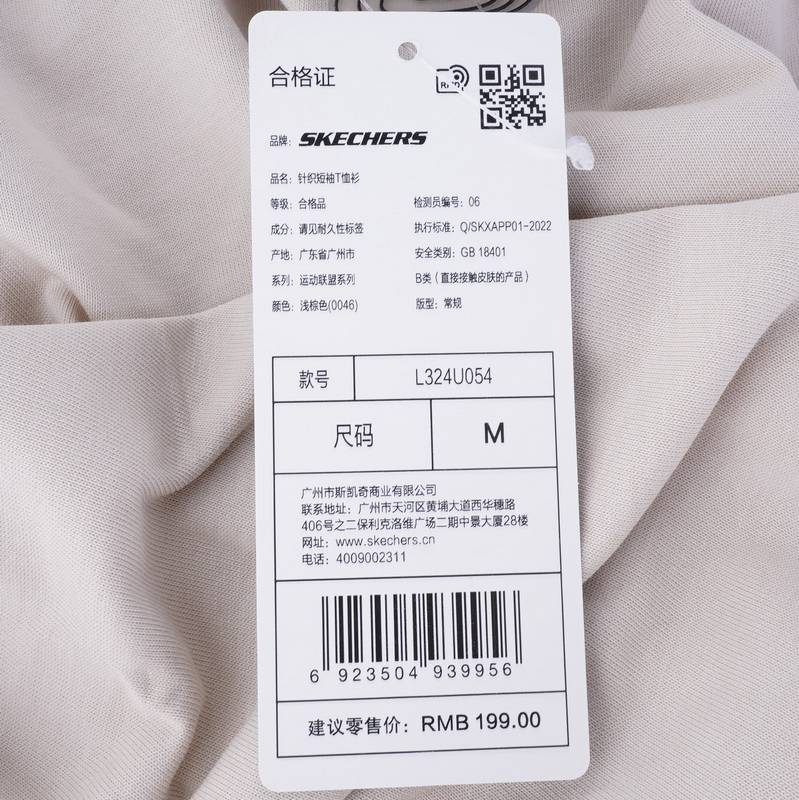 合格证
品牌: SKECHERS
品名: 针织短袖T恤衫
等级: 合格品 检测员编号: 06
成分: 请见耐久性标签 执行标准: Q/SKXAPP01-2022
产地: 广东省广州市 安全类别: GB 18401
系列: 运动联盟系列 B类 (直接接触皮肤的产品)
颜色: 浅棕色(0046) 版型: 常规
款号 L324U054
尺码 M
广州市斯凯奇商业有限公司
联系地址: 广州市天河区黄埔大道西华穗路
406号之二保利克洛维广场二期中景大厦28楼
网址: www.skechers.cn
电话: 4009002311
6 923504 939956
建议零售价: RMB 199.00